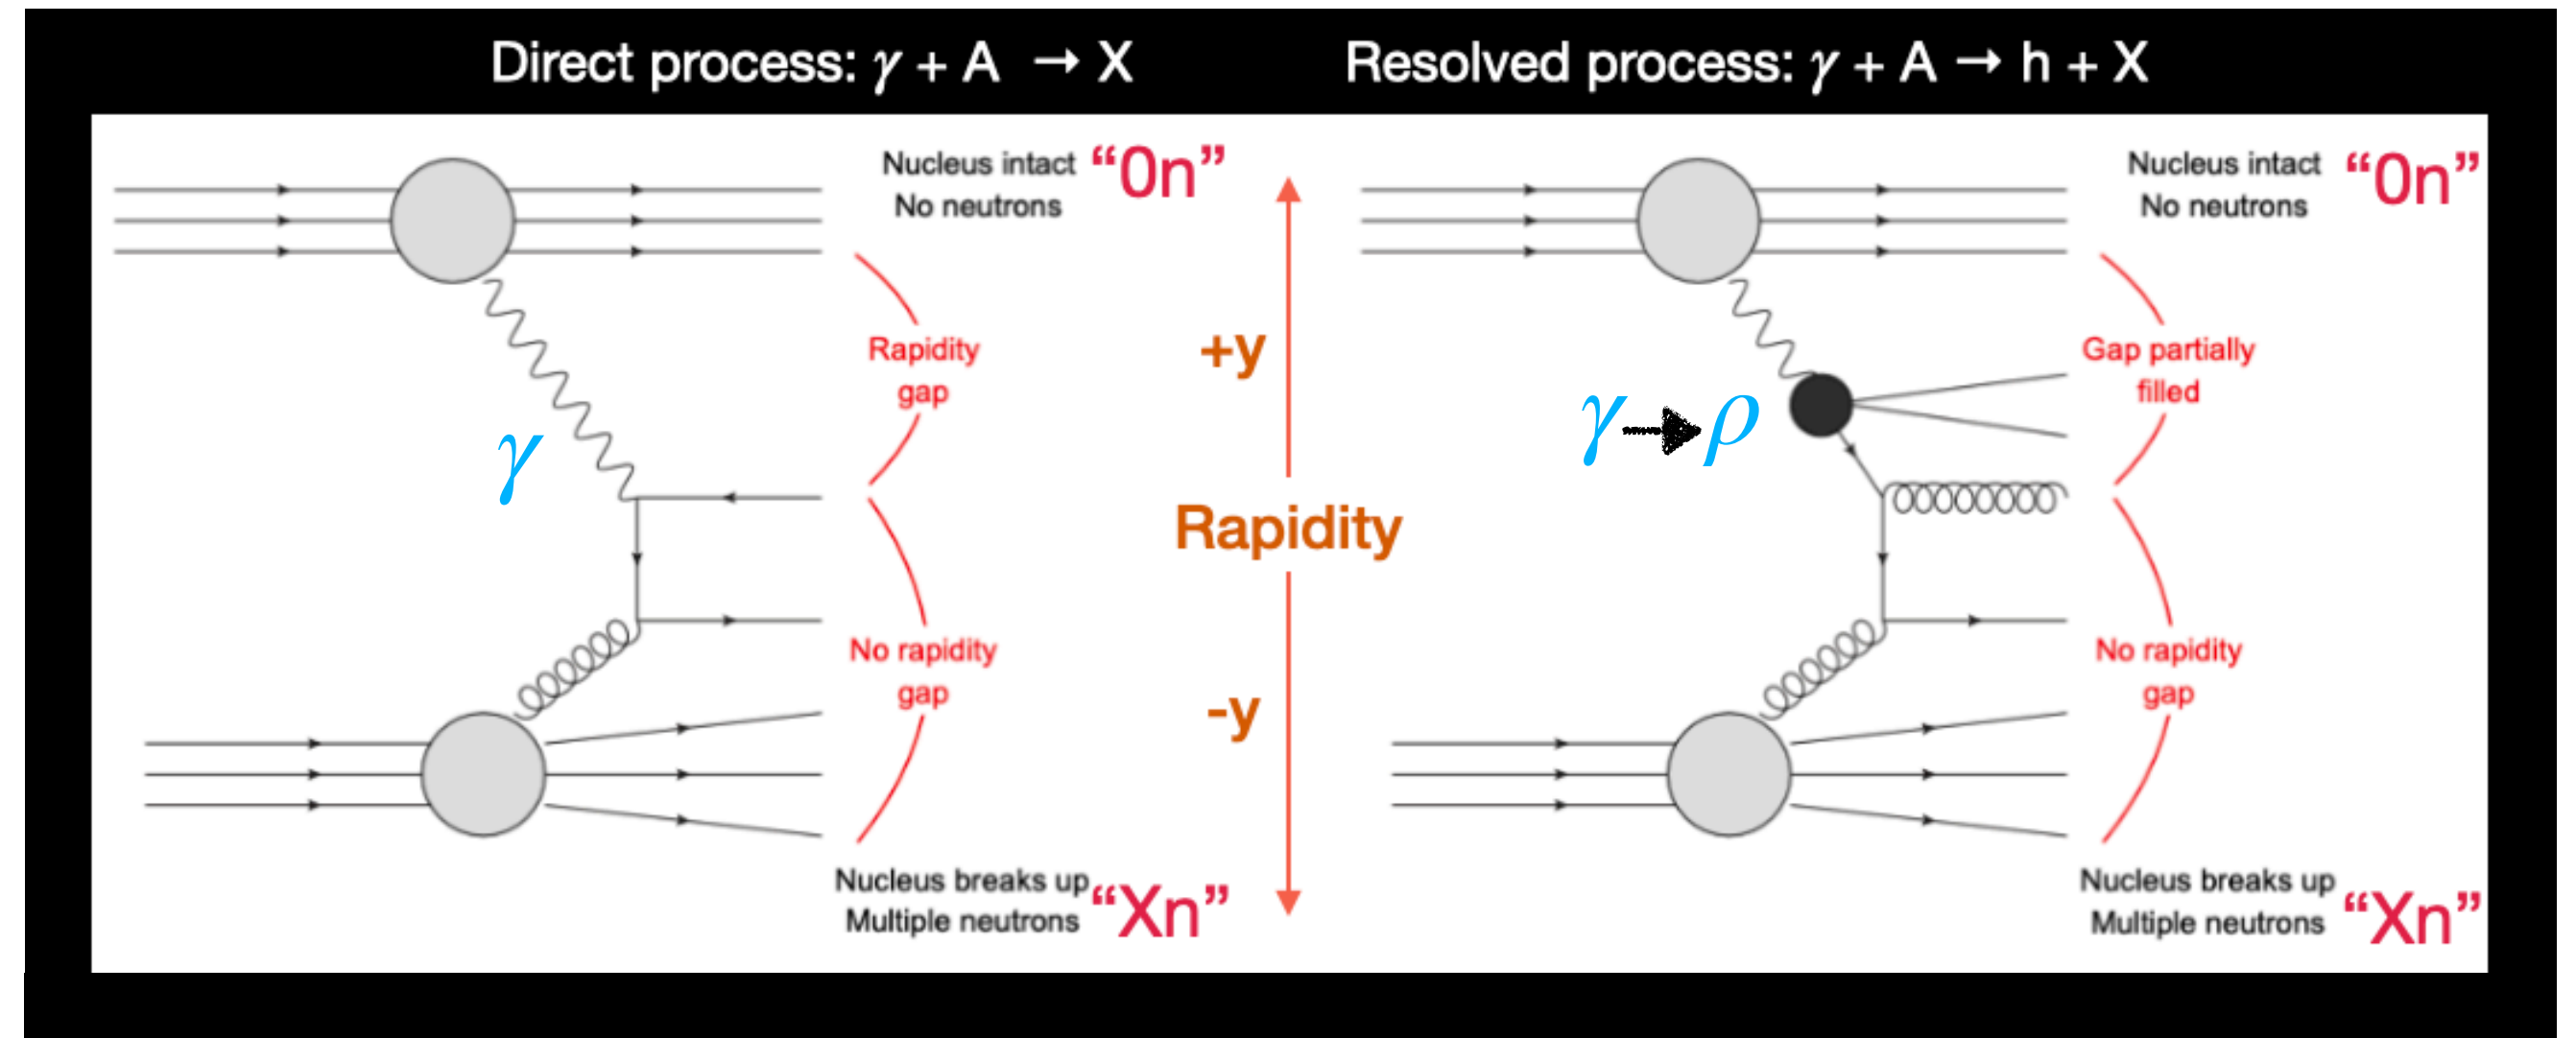 Direct process: γ + A → X
Resolved process: γ + A → h + X
Nucleus intact
No neutrons
“0n”
Rapidity
gap
γ
No rapidity
gap
Nucleus breaks up
Multiple neutrons
“Xn”
+y
Rapidity
-y
Nucleus intact
No neutrons
“0n”
Gap partially
filled
γ→ρ
No rapidity
gap
Nucleus breaks up
Multiple neutrons
“Xn”